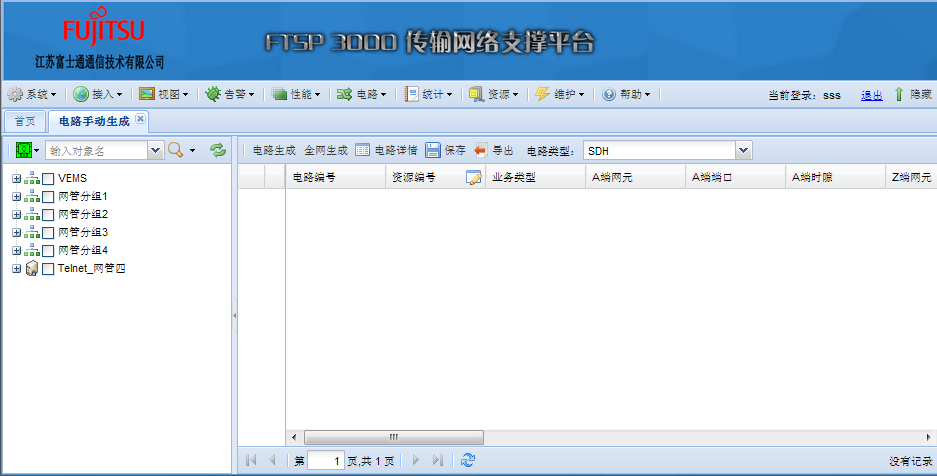 FUJITSU
江苏富士通通信技术有限公司
FTSP 3000 传输网络支撑平台
系统 接入 视图 告警 性能 电路 统计 资源 维护 帮助 当前登录: sss 退出 隐藏
首页 电路手动生成
输入对象名
电路生成 全网生成 电路详情 保存 导出 电路类型: SDH
电路编号 资源编号 业务类型 A端网元 A端端口 A端时隙 Z端网元
VEMS
网管分组1
网管分组2
网管分组3
网管分组4
Telnet_网管四
第 1 页,共 1 页 没有记录